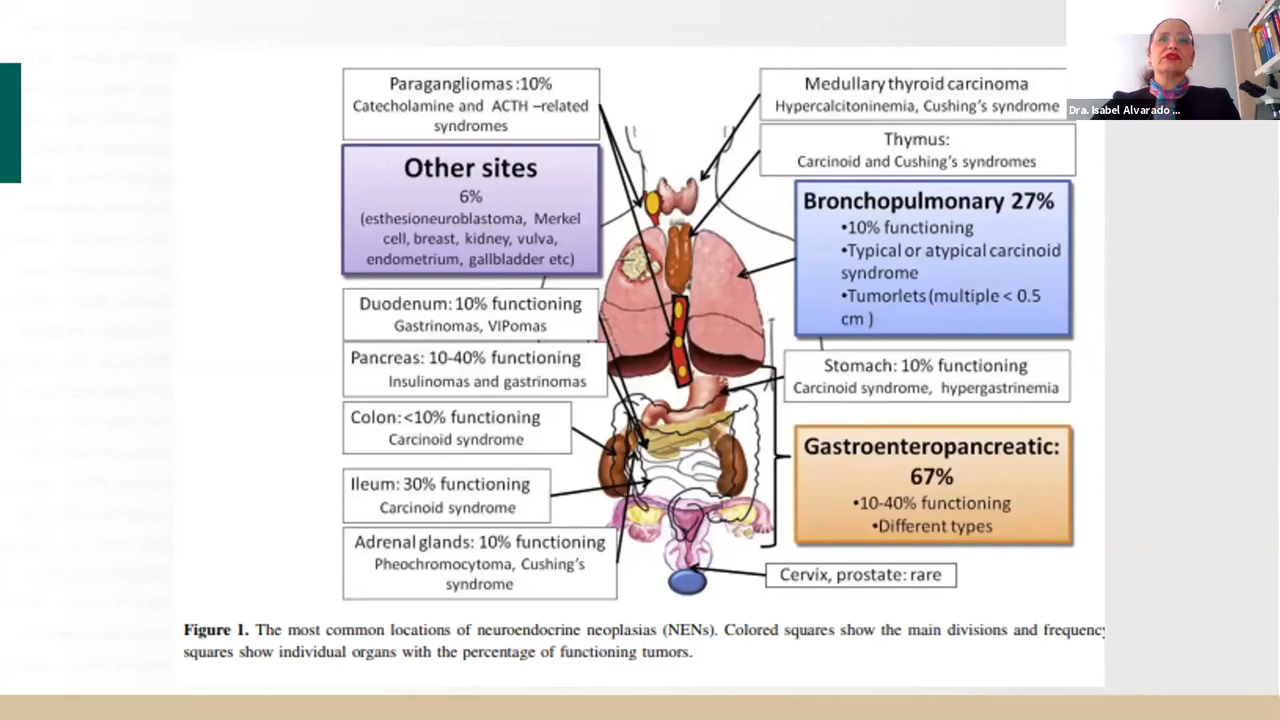 Paragangliomas :10%
Catecholamine and ACTH –related
syndromes
Other sites
6%
(esthesioneuroblastoma, Merkel
cell, breast, kidney, vulva,
endometrium, gallbladder etc)
Duodenum: 10% functioning
Gastrinomas, VIPomas
Pancreas: 10-40% functioning
Insulinomas and gastrinomas
Colon: <10% functioning
Carcinoid syndrome
Ileum: 30% functioning
Carcinoid syndrome
Adrenal glands: 10% functioning
Pheochromocytoma, Cushing's
syndrome
Medullary thyroid carcinoma
Hypercalcitoninemia, Cushing's syndrome
Thymus:
Carcinoid and Cushing's syndromes
Bronchopulmonary 27%
•10% functioning
•Typical or atypical carcinoid
syndrome
•Tumorlets (multiple < 0.5
cm )
Stomach: 10% functioning
Carcinoid syndrome, hypergastrinemia
Gastroenteropancreatic:
67%
•10-40% functioning
•Different types
Cervix, prostate: rare
Dra. Isabel Alvarado ...
Figure 1. The most common locations of neuroendocrine neoplasias (NENs). Colored squares show the main divisions and frequency
squares show individual organs with the percentage of functioning tumors.